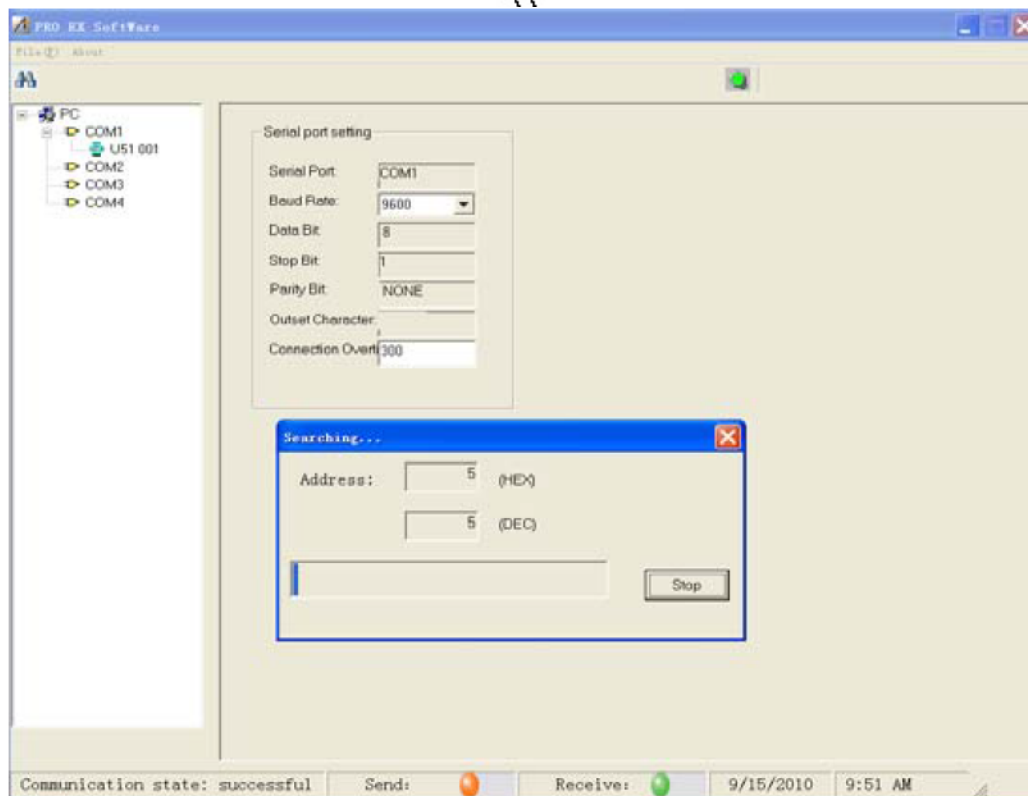 PRO EX SoftWare
File(F) About
PC
COM1
U51 001
COM2
COM3
COM4
Serial port setting
Serial Port: COM1
Baud Rate: 9600
Data Bit: 8
Stop Bit: 1
Parity Bit: NONE
Outset Character:
Connection Overti 300
Searching...
Address: 5 (HEX)
5 (DEC)
Stop
Communication state: successful Send: Receive: 9/15/2010 9:51 AM